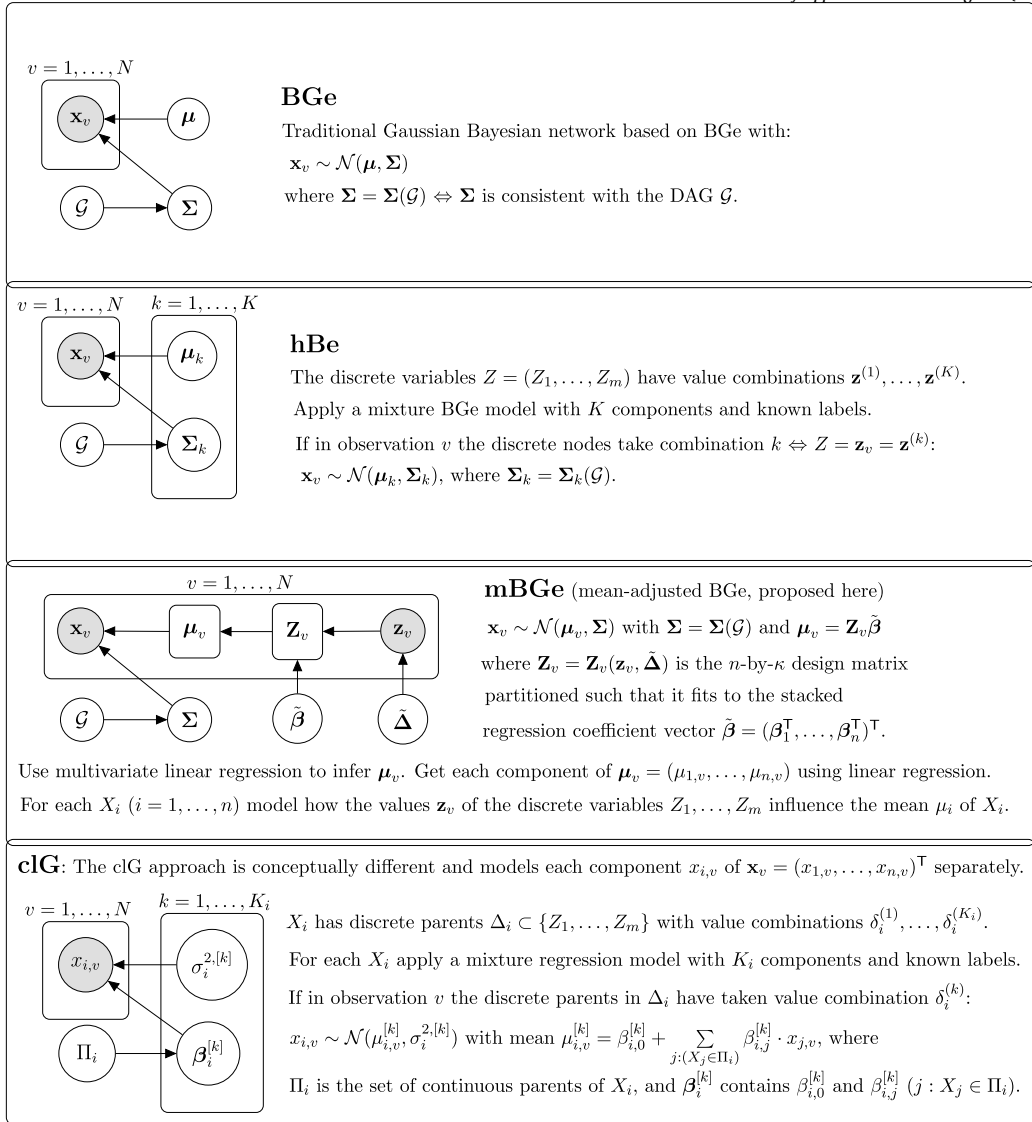 v = 1, . . . , N
x_v
μ
𝒢
Σ
BGe
Traditional Gaussian Bayesian network based on BGe with:
x_v ∼ 𝒩(μ, Σ)
where Σ = Σ(𝒢) ⇔ Σ is consistent with the DAG 𝒢.
v = 1, . . . , N
k = 1, . . . , K
x_v
μ_k
𝒢
Σ_k
hBe
The discrete variables Z = (Z_1, . . . , Z_m) have value combinations z^(1), . . . , z^(K).
Apply a mixture BGe model with K components and known labels.
If in observation v the discrete nodes take combination k ⇔ Z = z_v = z^(k):
x_v ∼ 𝒩(μ_k, Σ_k), where Σ_k = Σ_k(𝒢).
v = 1, . . . , N
x_v
μ_v
Z_v
z_v
𝒢
Σ
β̃
Δ̃
mBGe (mean-adjusted BGe, proposed here)
x_v ∼ 𝒩(μ_v, Σ) with Σ = Σ(𝒢) and μ_v = Z_v β̃
where Z_v = Z_v(z_v, Δ̃) is the n-by-κ design matrix
partitioned such that it fits to the stacked
regression coefficient vector β̃ = (β_1^T, . . . , β_n^T)^T.
Use multivariate linear regression to infer μ_v. Get each component of μ_v = (μ_{1,v}, . . . , μ_{n,v}) using linear regression.
For each X_i (i = 1, . . . , n) model how the values z_v of the discrete variables Z_1, . . . , Z_m influence the mean μ_i of X_i.
clG: The clG approach is conceptually different and models each component x_{i,v} of x_v = (x_{1,v}, . . . , x_{n,v})^T separately.
v = 1, . . . , N
k = 1, . . . , K_i
x_{i,v}
σ_i^{2,[k]}
Π_i
β_i^{[k]}
X_i has discrete parents Δ_i ⊂ {Z_1, . . . , Z_m} with value combinations δ_i^(1), . . . , δ_i^(K_i).
For each X_i apply a mixture regression model with K_i components and known labels.
If in observation v the discrete parents in Δ_i have taken value combination δ_i^(k):
x_{i,v} ∼ 𝒩(μ_{i,v}^{[k]}, σ_i^{2,[k]}) with mean μ_{i,v}^{[k]} = β_{i,0}^{[k]} + ∑_{j:(X_j∈Π_i)} β_{i,j}^{[k]} · x_{j,v}, where
Π_i is the set of continuous parents of X_i, and β_i^{[k]} contains β_{i,0}^{[k]} and β_{i,j}^{[k]} (j : X_j ∈ Π_i).